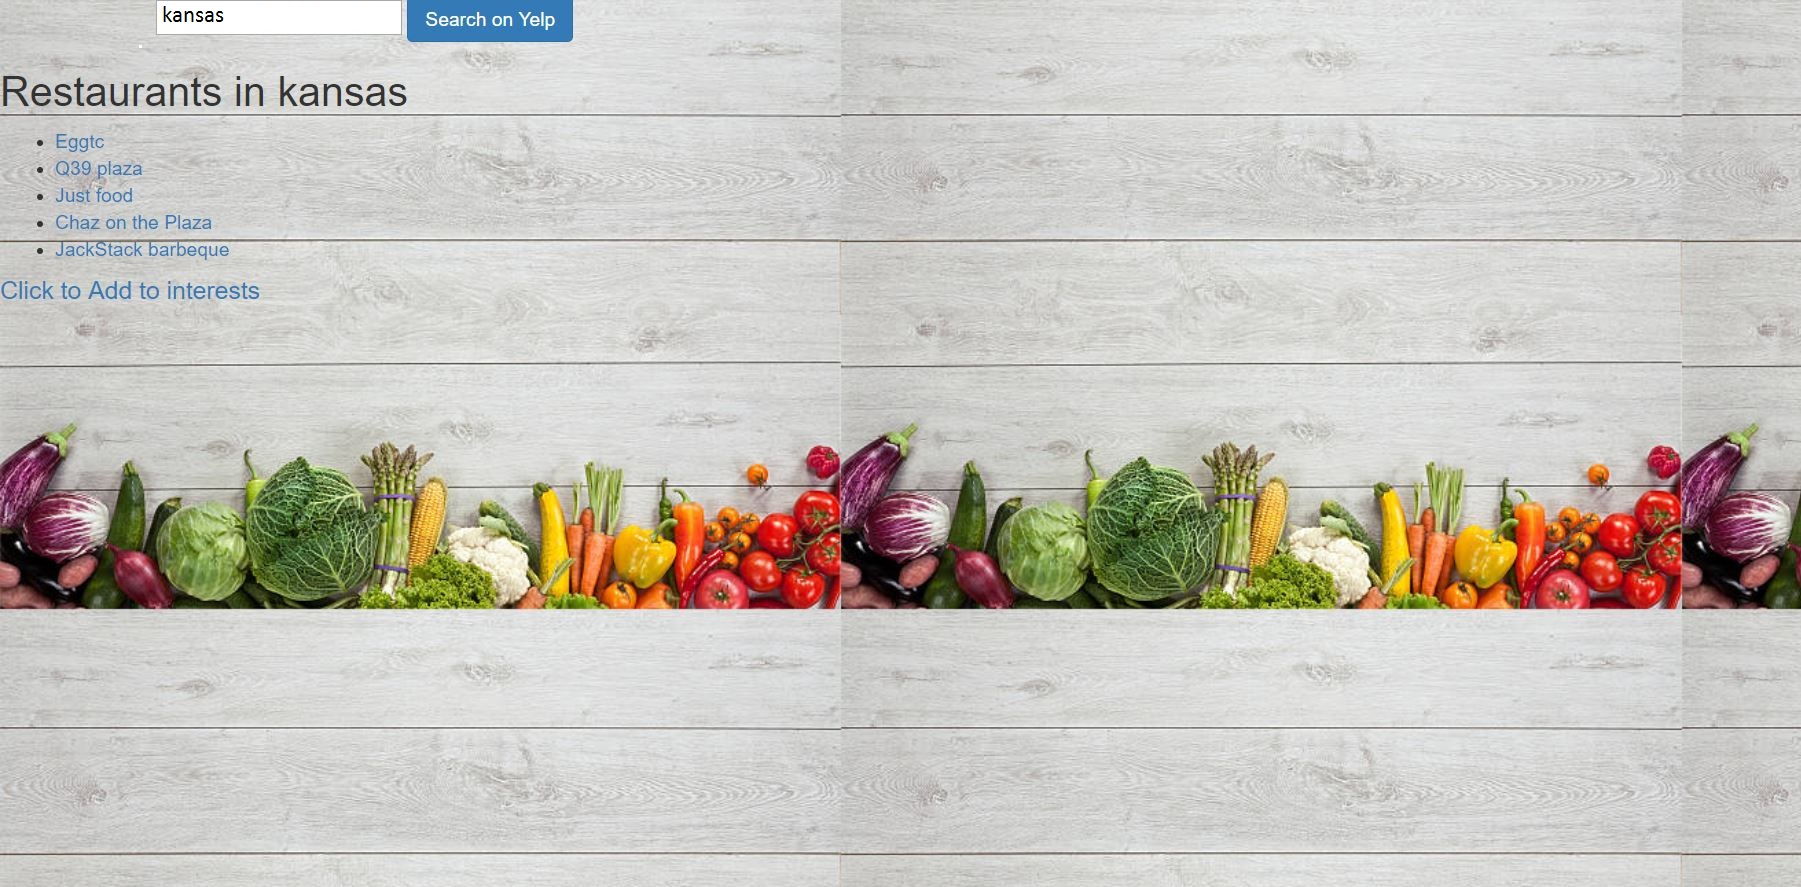 kansas
Search on Yelp
Restaurants in kansas
Eggtc
Q39 plaza
Just food
Chaz on the Plaza
JackStack barbeque
Click to Add to interests